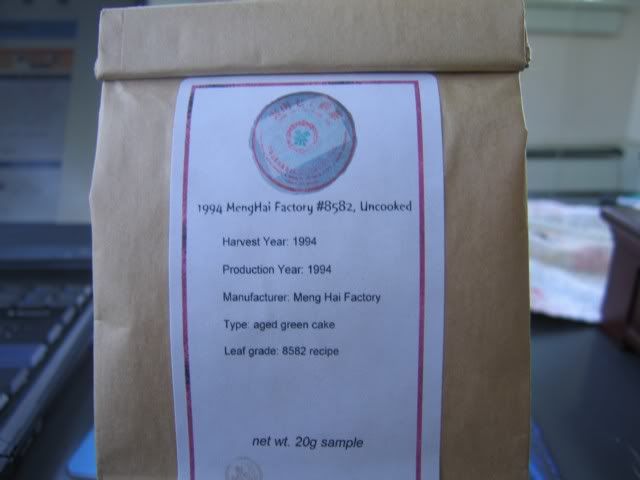 1994 MengHai Factory #8582, Uncooked
Harvest Year: 1994
Production Year: 1994
Manufacturer: Meng Hai Factory
Type: aged green cake
Leaf grade: 8582 recipe
net wt. 20g sample